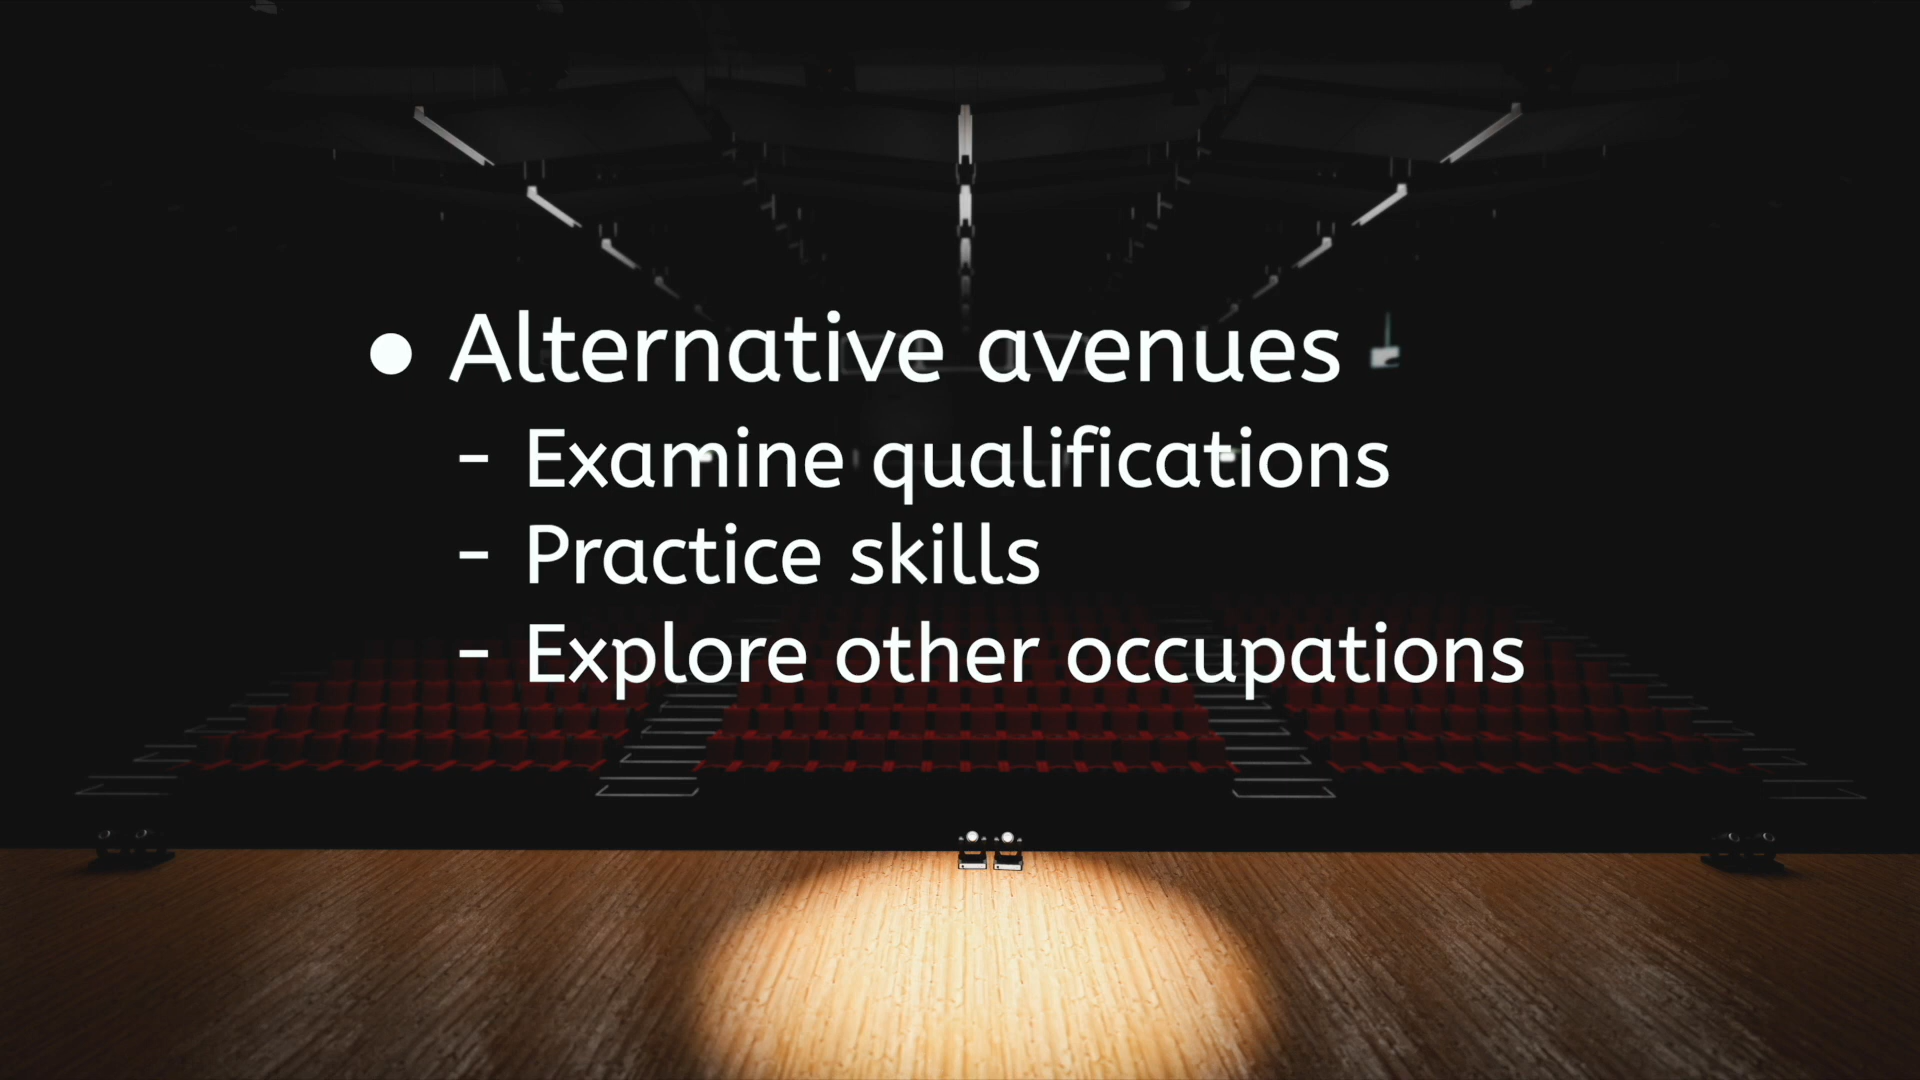 ● Alternative avenues
- Examine qualifications
- Practice skills
- Explore other occupations